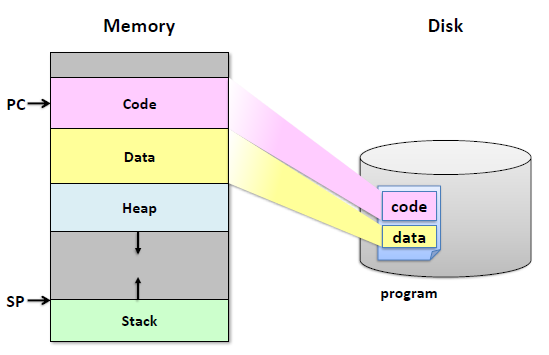 Memory
Disk
PC
Code
Data
Heap
code
data
program
SP
Stack